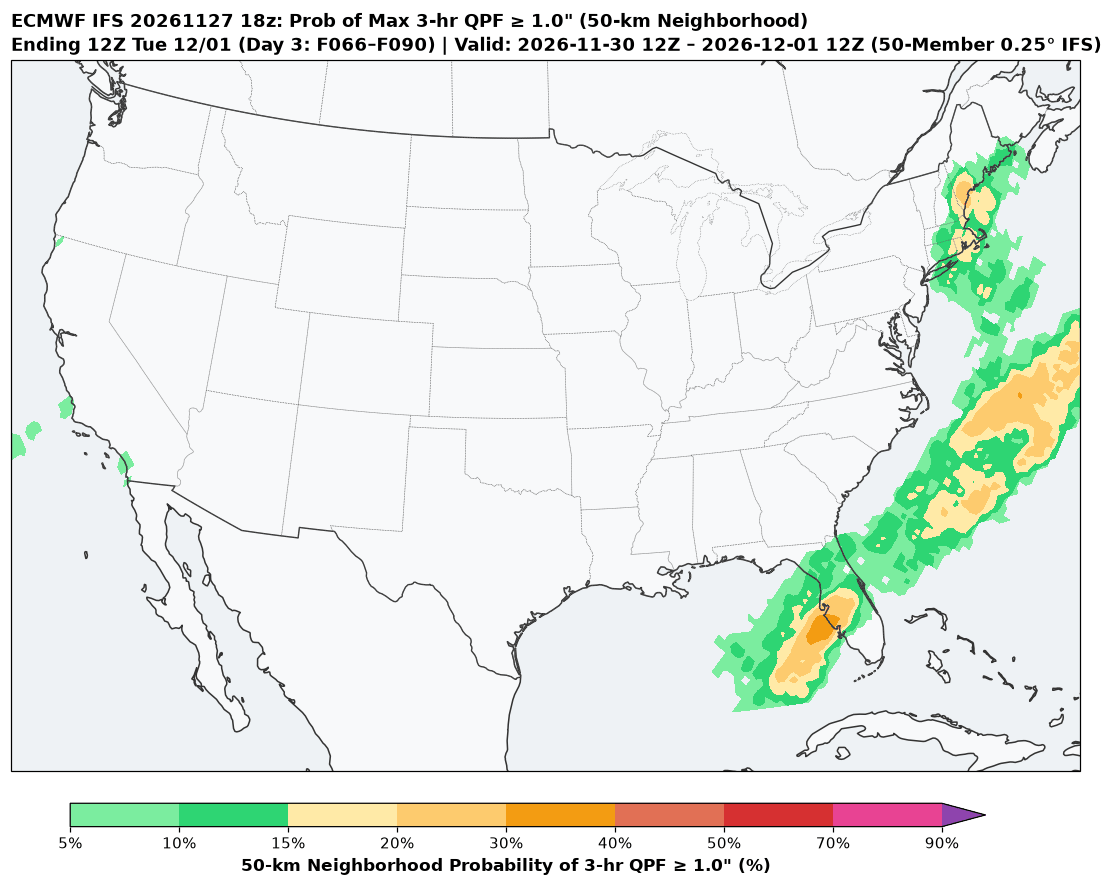 ECMWF IFS 20261127 18z: Prob of Max 3-hr QPF ≥ 1.0" (50-km Neighborhood)
Ending 12Z Tue 12/01 (Day 3: F066–F090) | Valid: 2026-11-30 12Z – 2026-12-01 12Z (50-Member 0.25° IFS)
5% 10% 15% 20% 30% 40% 50% 70% 90%
50-km Neighborhood Probability of 3-hr QPF ≥ 1.0" (%)